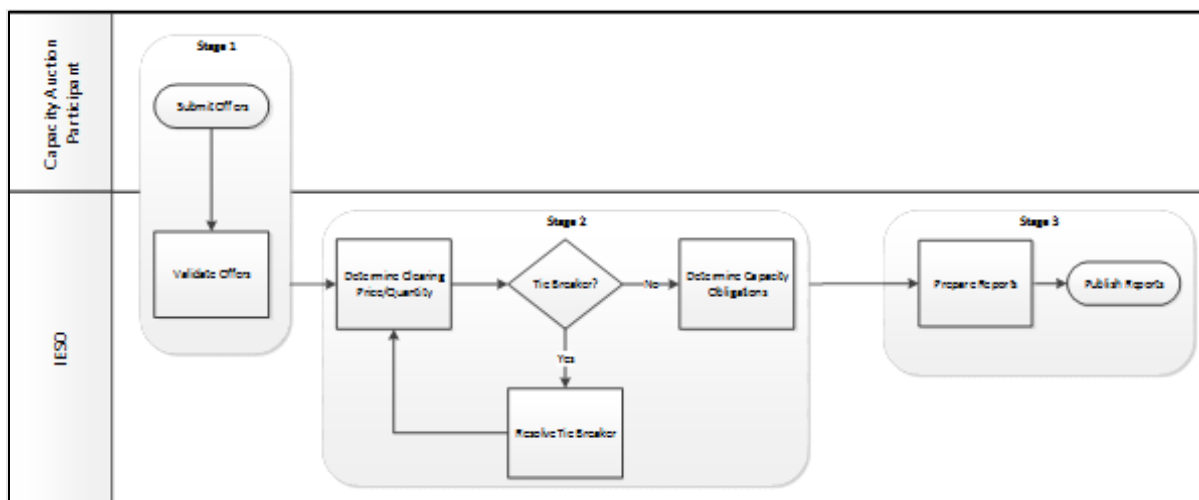 Capacity Auction
Participant
Stage 1
Submit Offers
IESO
Validate Offers
Stage 2
Determine Clearing
Price/Quantity
Tie Breaker?
No
Determine Capacity
Obligations
Yes
Resolve Tie Breaker
Stage 3
Prepare Reports
Publish Reports